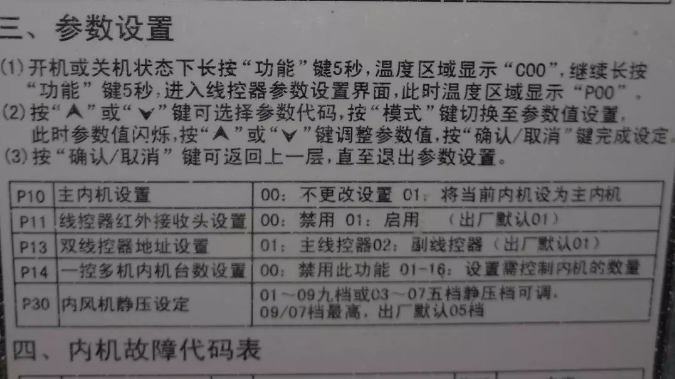 三、参数设置
(1)开机或关机状态下长按“功能”键5秒,温度区域显示“C00”,继续长按
“功能”键5秒,进入线控器参数设置界面,此时温度区域显示“P00”。
(2)按“∧”或“∨”键可选择参数代码,按“模式”键切换至参数值设置,
此时参数值闪烁,按“∧”或“∨”键调整参数值,按“确认/取消”键完成设定。
(3)按“确认/取消”键可返回上一层,直至退出参数设置。
P10 主内机设置 00: 不更改设置 01: 将当前内机设为主内机
P11 线控器红外接收头设置 00: 禁用 01: 启用 (出厂默认01)
P13 双线控器地址设置 01: 主线控器02: 副线控器(出厂默认01)
P14 一控多机内机台数设置 00: 禁用此功能 01-16: 设置需控制内机的数量
P30 内风机静压设定 01~09九档或03~07五档静压档可调,
09/07档最高,出厂默认05档
四、内机故障代码表